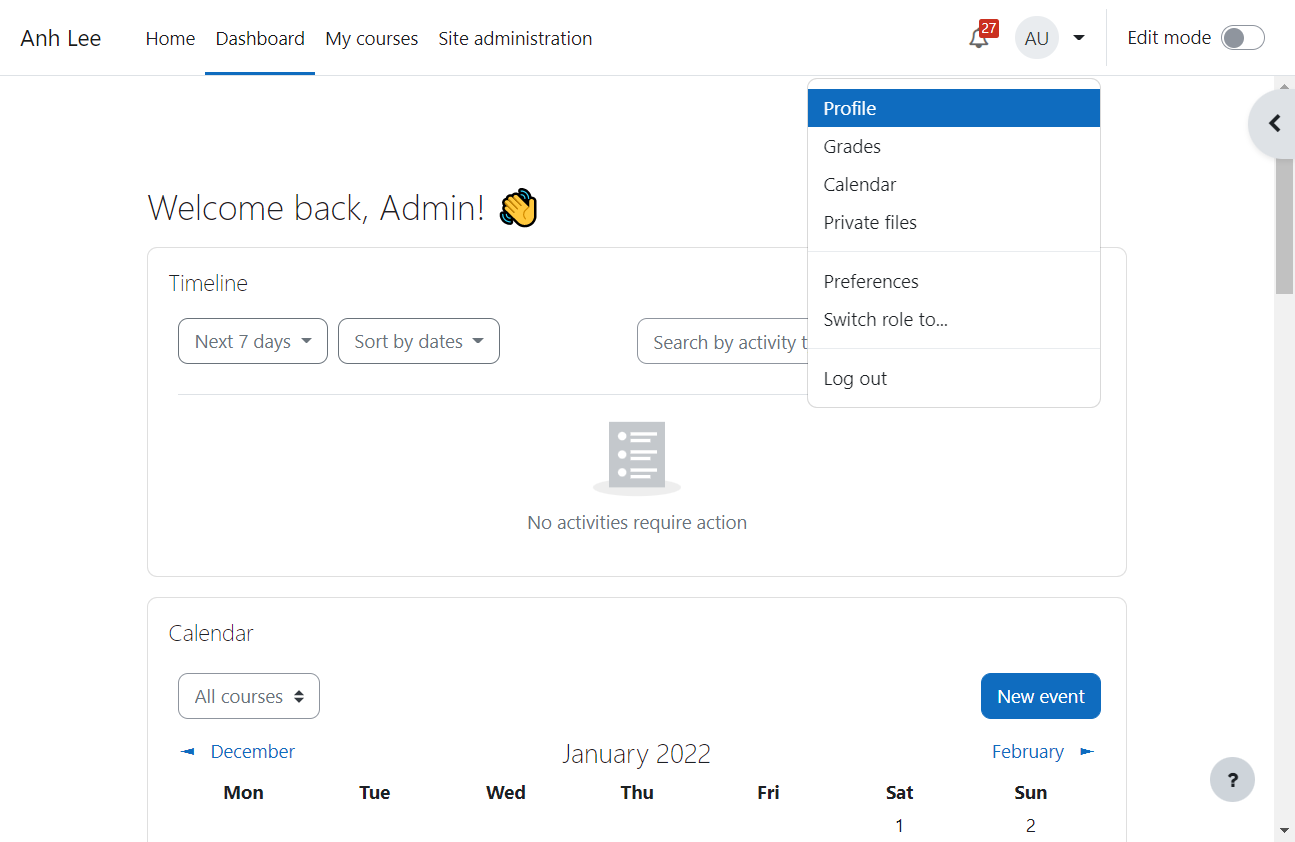 Anh Lee Home Dashboard My courses Site administration 27 AU Edit mode
Profile
Grades
Calendar
Private files
Preferences
Switch role to...
Log out
Welcome back, Admin! 👋
Timeline
Next 7 days Sort by dates Search by activity t
No activities require action
Calendar
All courses New event
◄ December January 2022 February ►
Mon Tue Wed Thu Fri Sat Sun
1 2
?